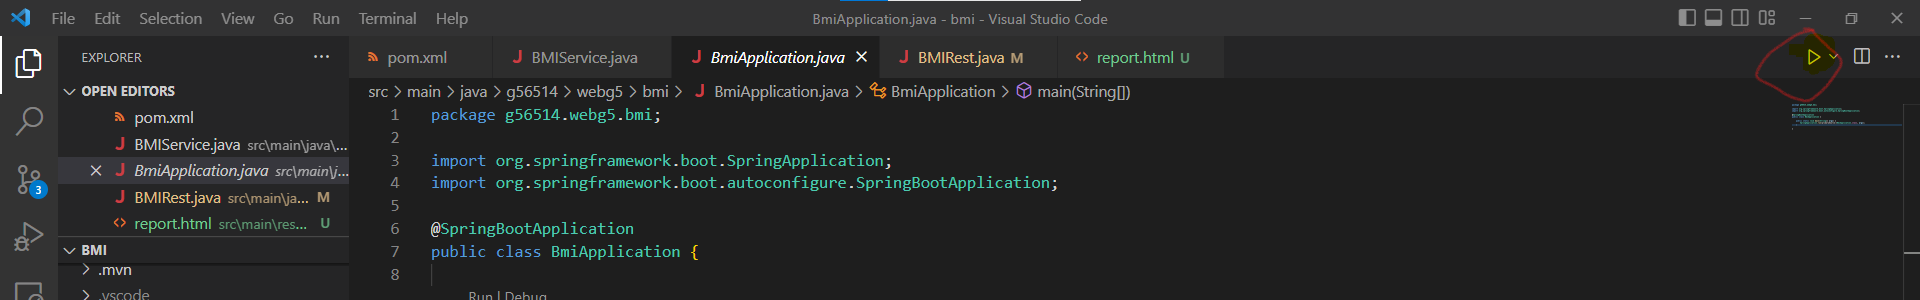 File Edit Selection View Go Run Terminal Help
BmiApplication.java - bmi - Visual Studio Code
EXPLORER
OPEN EDITORS
pom.xml
BMIService.java src\main\java\...
BmiApplication.java src\main\j...
BMIRest.java src\main\ja... M
report.html src\main\res... U
BMI
.mvn
.vscode
3
pom.xml
BMIService.java
BmiApplication.java
BMIRest.java M
report.html U
src > main > java > g56514 > webg5 > bmi > BmiApplication.java > BmiApplication > main(String[])
1 package g56514.webg5.bmi;
2
3 import org.springframework.boot.SpringApplication;
4 import org.springframework.boot.autoconfigure.SpringBootApplication;
5
6 @SpringBootApplication
7 public class BmiApplication {
8
Run | Debug